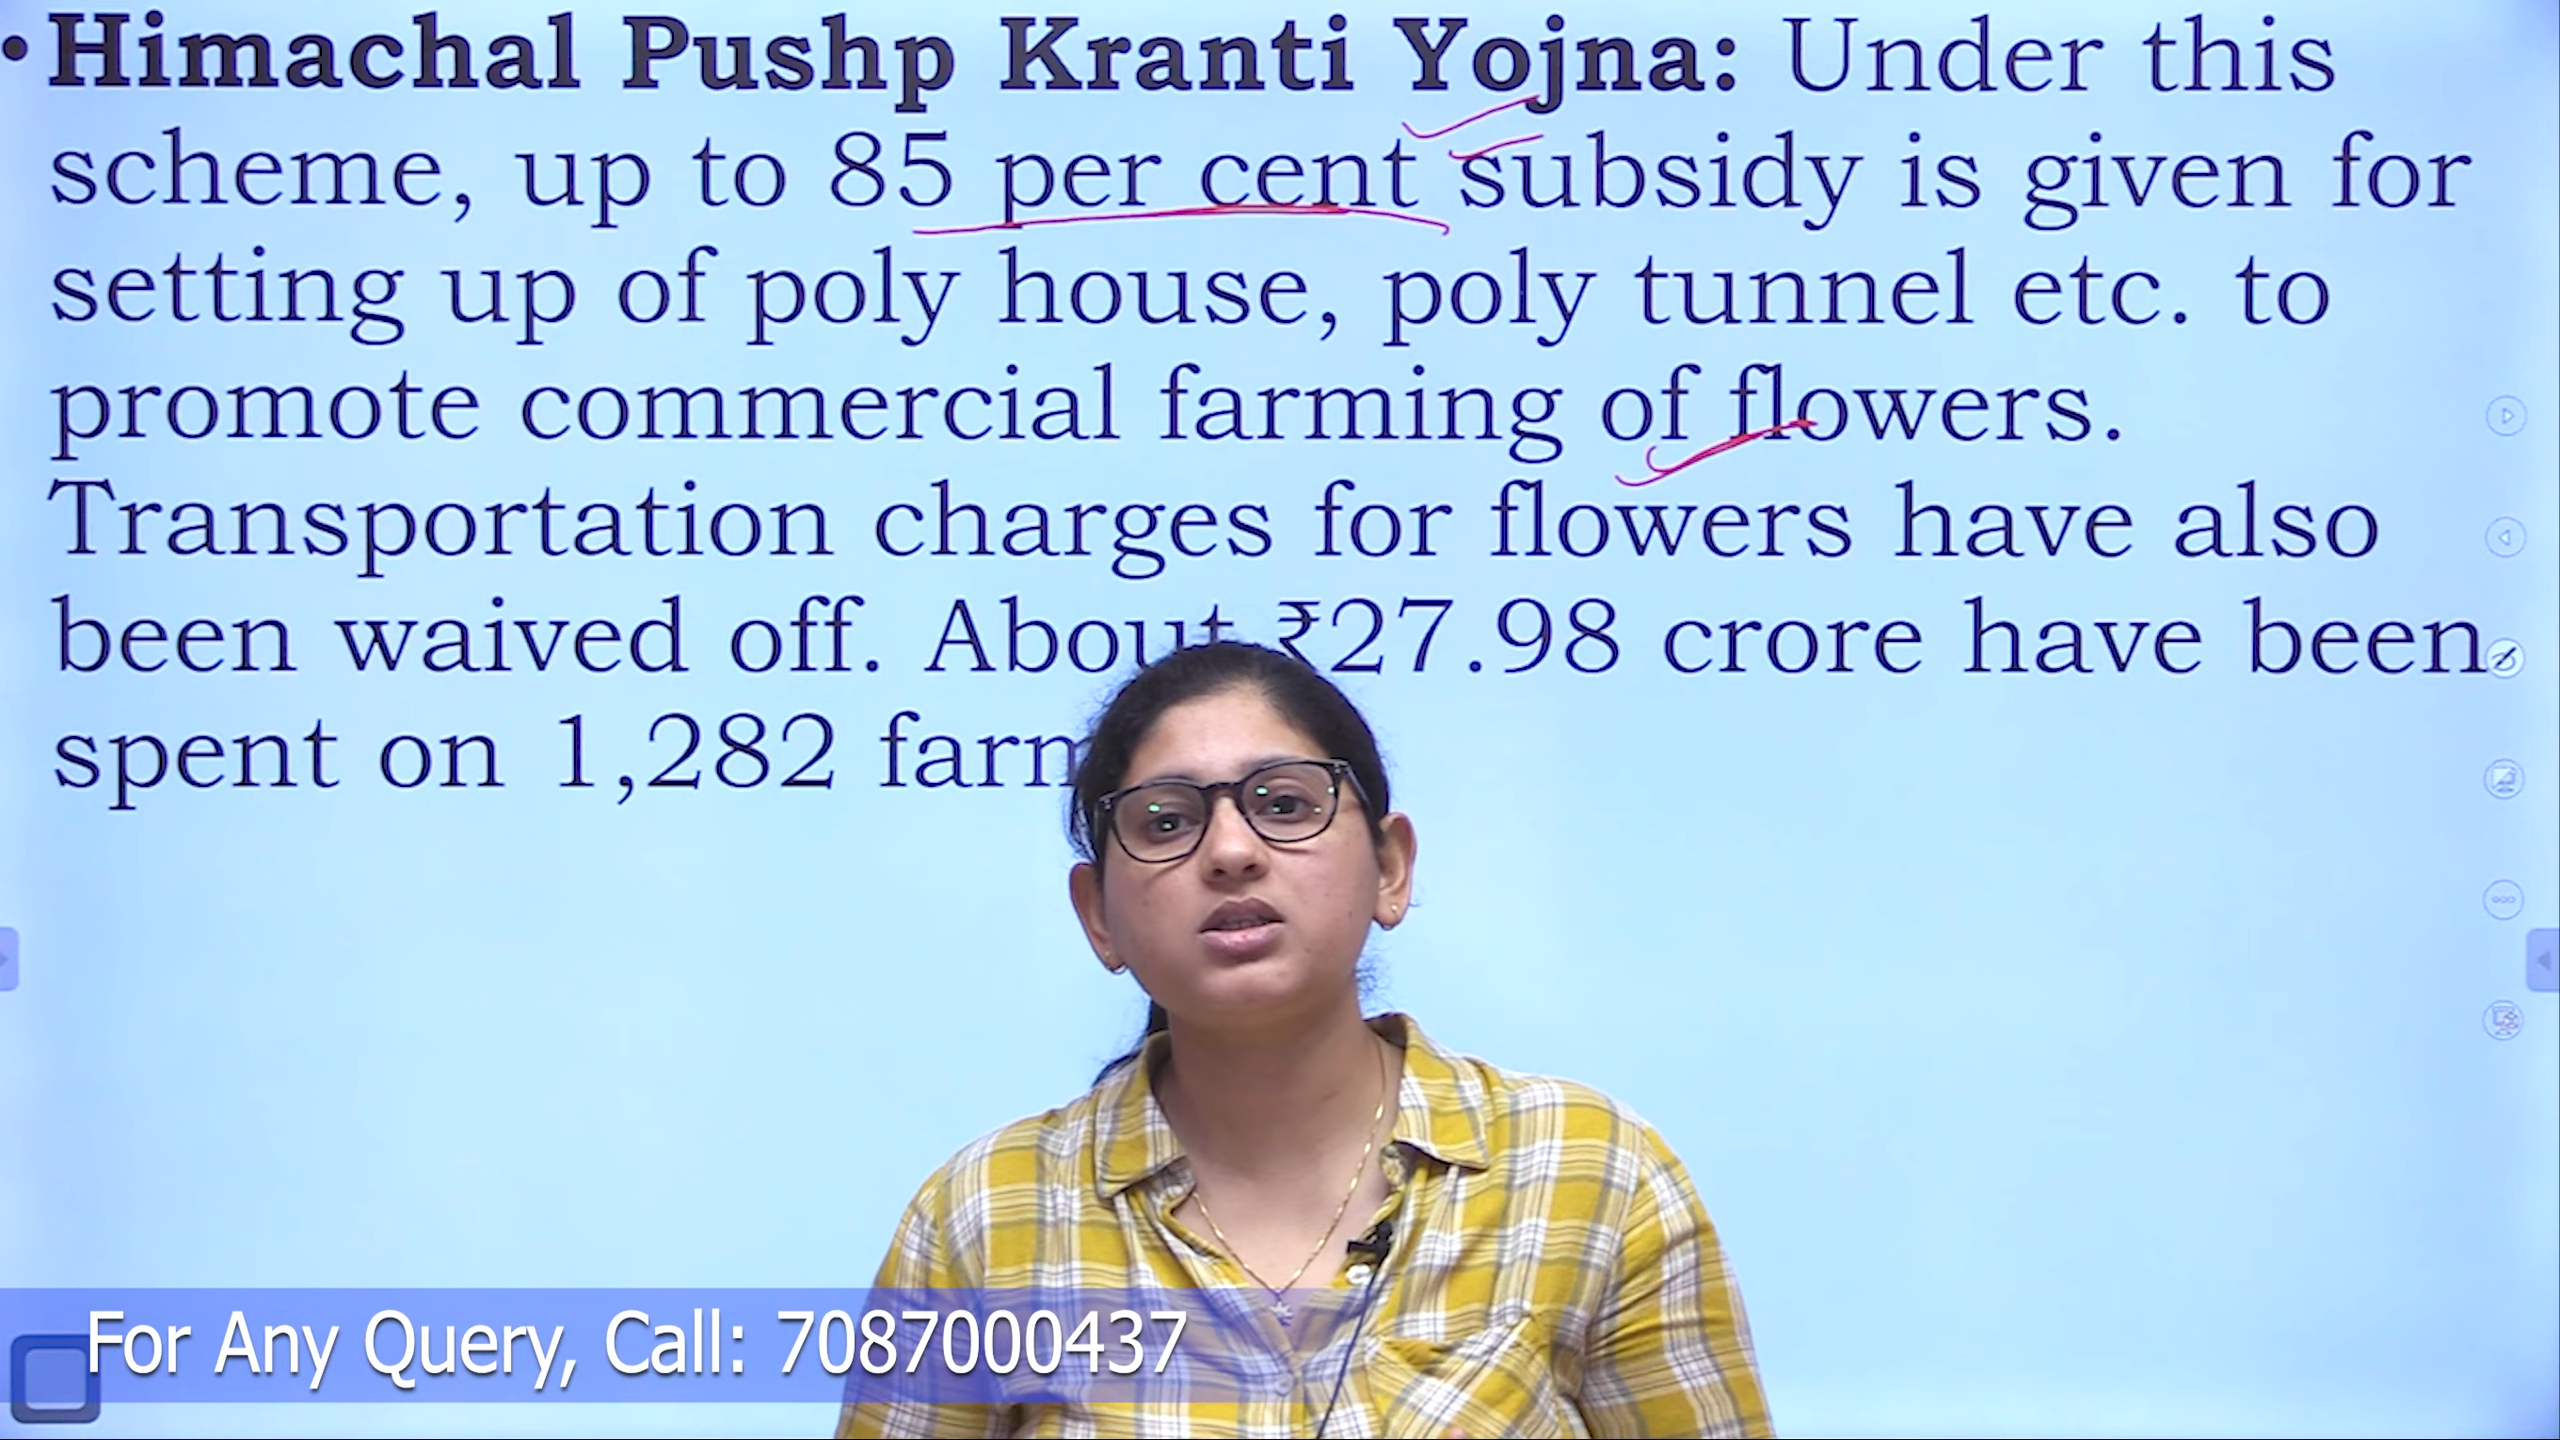 • Himachal Pushp Kranti Yojna: Under this
scheme, up to 85 per cent subsidy is given for
setting up of poly house, poly tunnel etc. to
promote commercial farming of flowers.
Transportation charges for flowers have also
been waived off. About ₹27.98 crore have been
spent on 1,282
For Any Query, Call: 7087000437